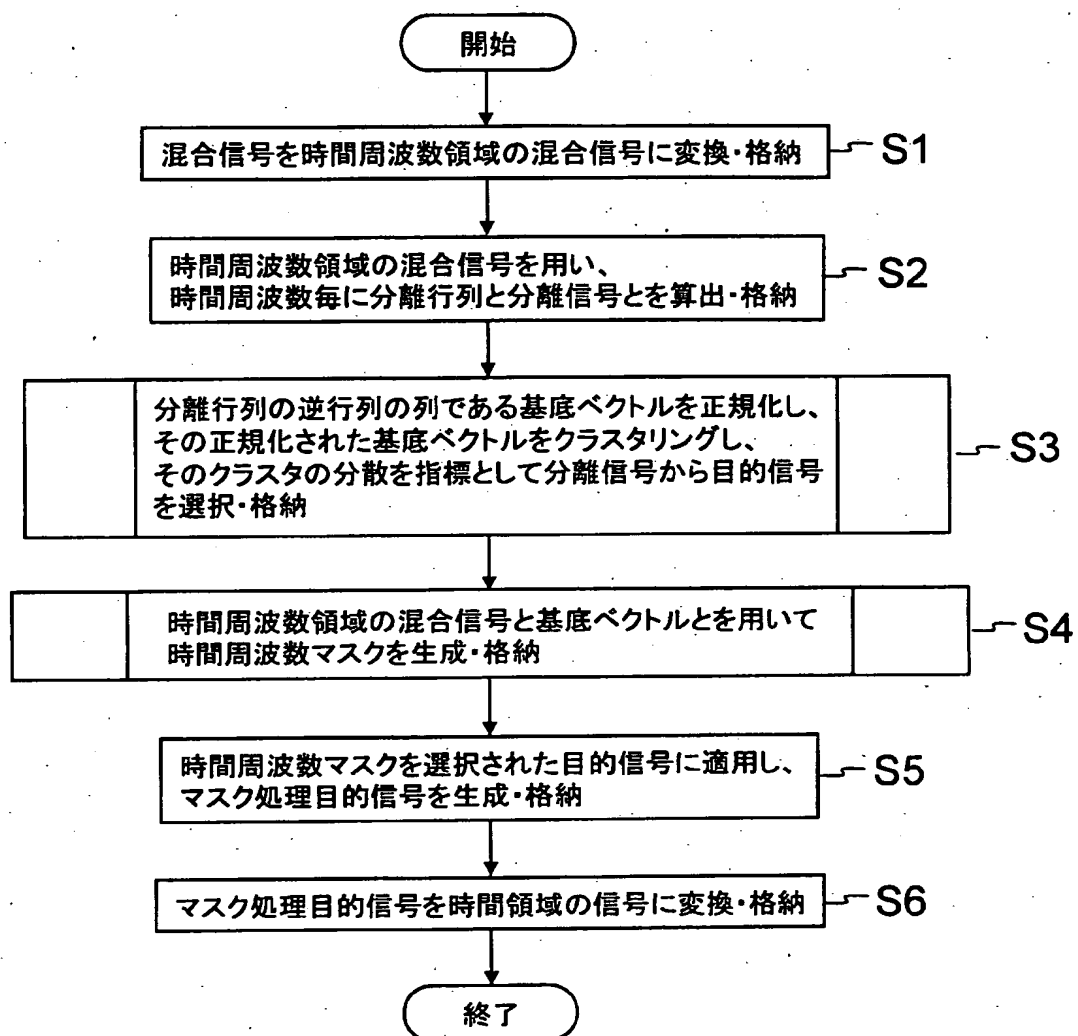 開始
混合信号を時間周波数領域の混合信号に変換・格納
S1
時間周波数領域の混合信号を用い、
時間周波数毎に分離行列と分離信号とを算出・格納
S2
分離行列の逆行列の列である基底ベクトルを正規化し、
その正規化された基底ベクトルをクラスタリングし、
そのクラスタの分散を指標として分離信号から目的信号
を選択・格納
S3
時間周波数領域の混合信号と基底ベクトルとを用いて
時間周波数マスクを生成・格納
S4
時間周波数マスクを選択された目的信号に適用し、
マスク処理目的信号を生成・格納
S5
マスク処理目的信号を時間領域の信号に変換・格納
S6
終了